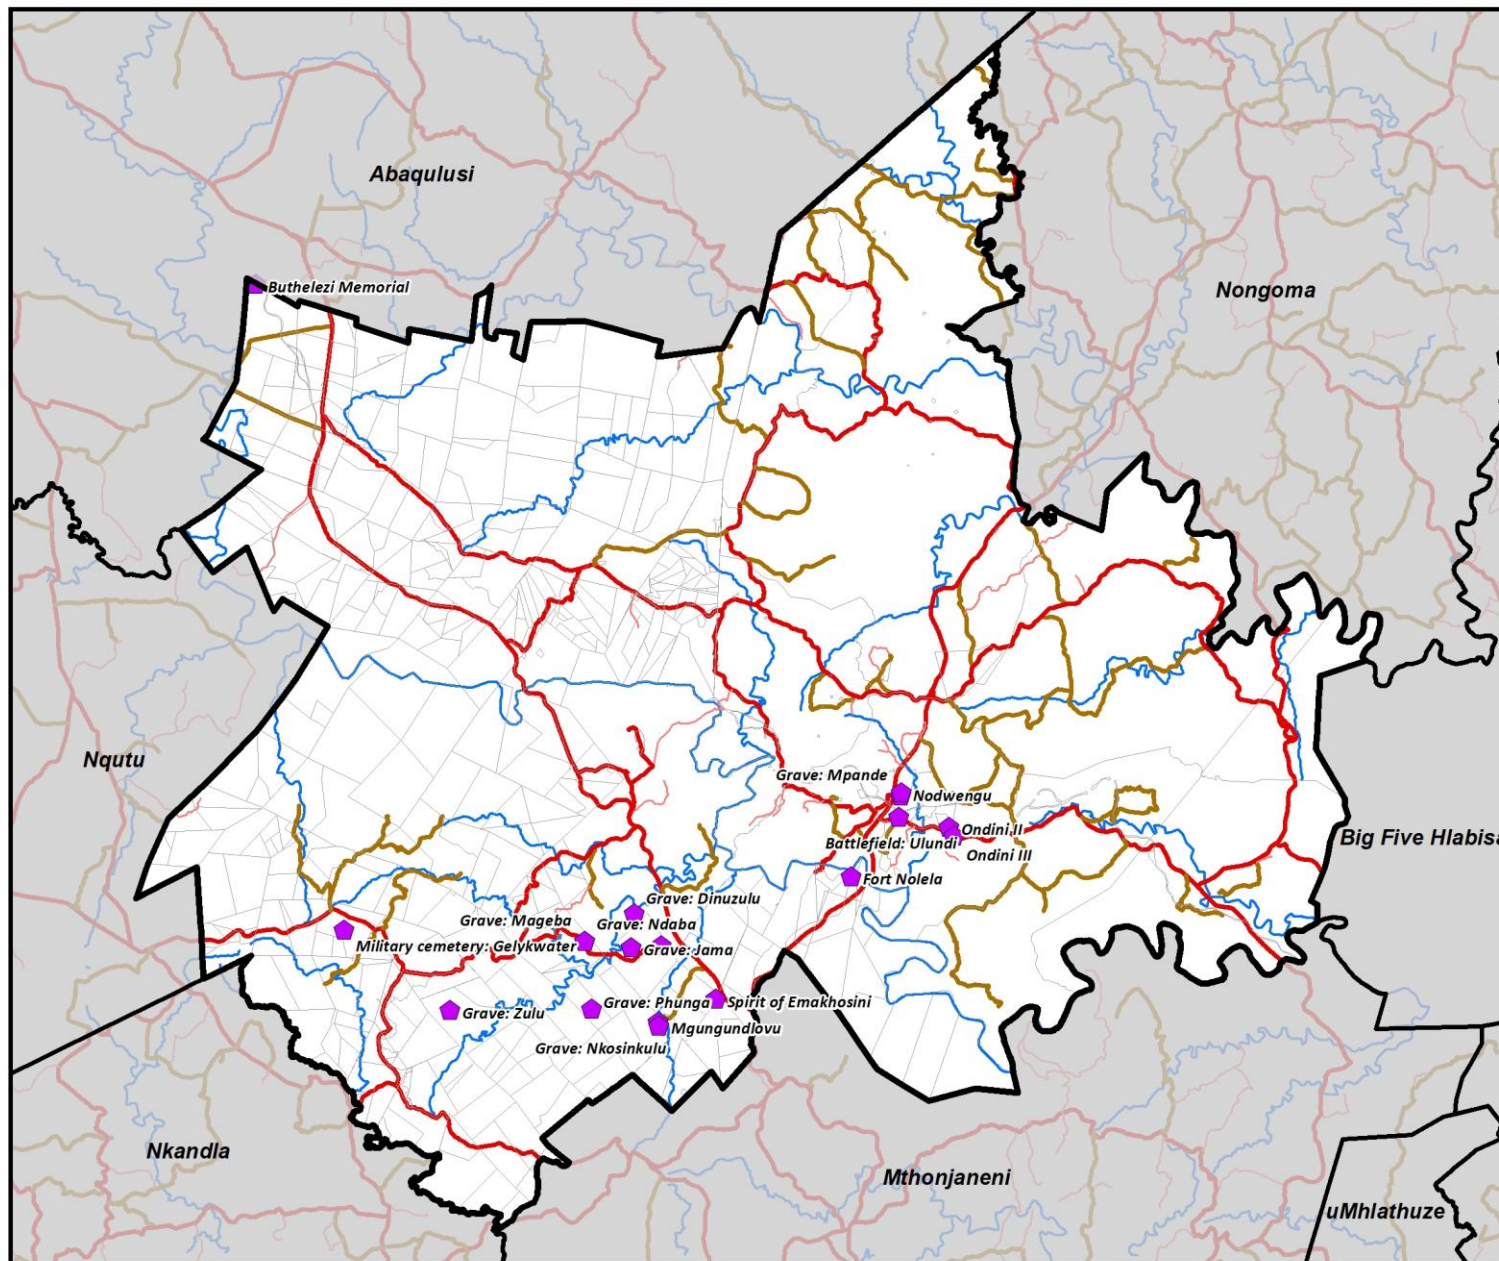 Abaqulusi
Buthelezi Memorial
Nongoma
Nqutu
Grave: Mpande
Nodwengu
Ondini II
Battlefield: Ulundi
Big Five Hlabisa
Ondini III
Fort Nolela
Grave: Dinuzulu
Grave: Mageba
Grave: Ndaba
Military cemetery: Gelykwater
Grave: Jama
Grave: Phunga
Spirit of Emakhosini
Grave: Zulu
Mgungundlovu
Grave: Nkosinkulu
Nkandla
Mthonjaneni
uMhlathuze